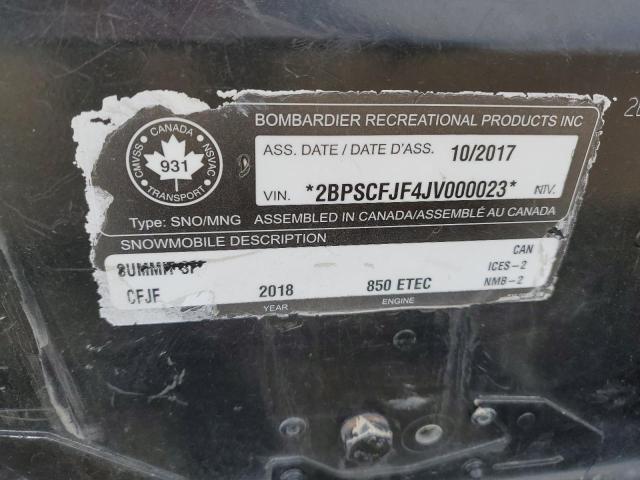 BOMBARDIER RECREATIONAL PRODUCTS INC
CANADA
CMVSS NSVAC
931
TRANSPORT
ASS. DATE / DATE D'ASS. 10/2017
VIN. *2BPSCFJF4JV000023* NIV.
Type: SNO/MNG ASSEMBLED IN CANADA/ASSEMBLÉ AU CANADA
SNOWMOBILE DESCRIPTION
SUMMIT SP CAN
ICES-2
CFJF 2018 850 ETEC NMB-2
YEAR ENGINE